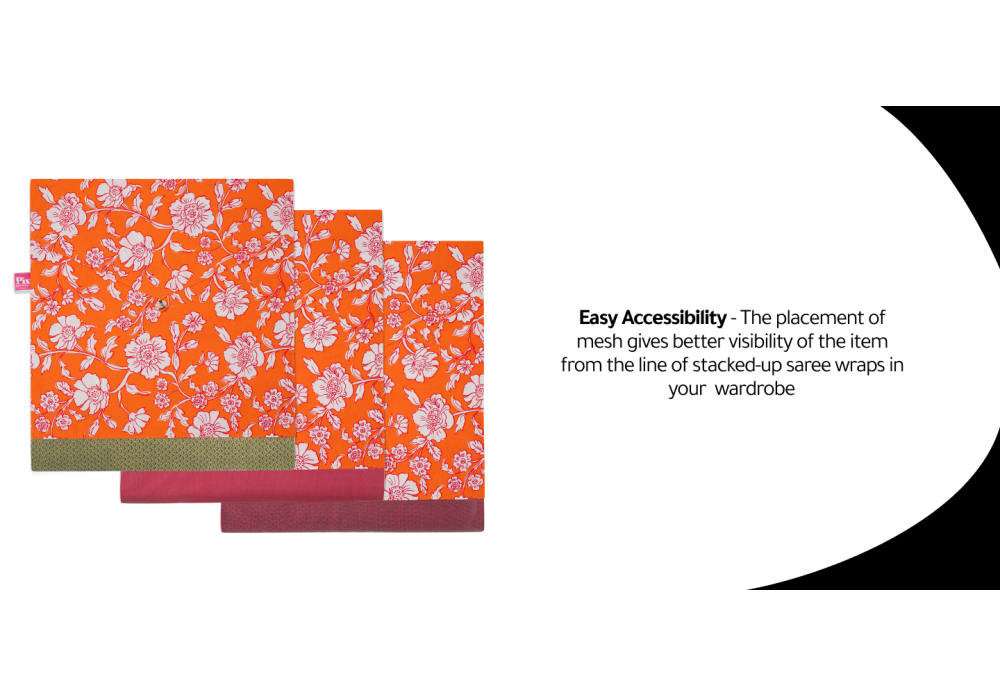 Easy Accessibility - The placement of
mesh gives better visibility of the item
from the line of stacked-up saree wraps in
your wardrobe